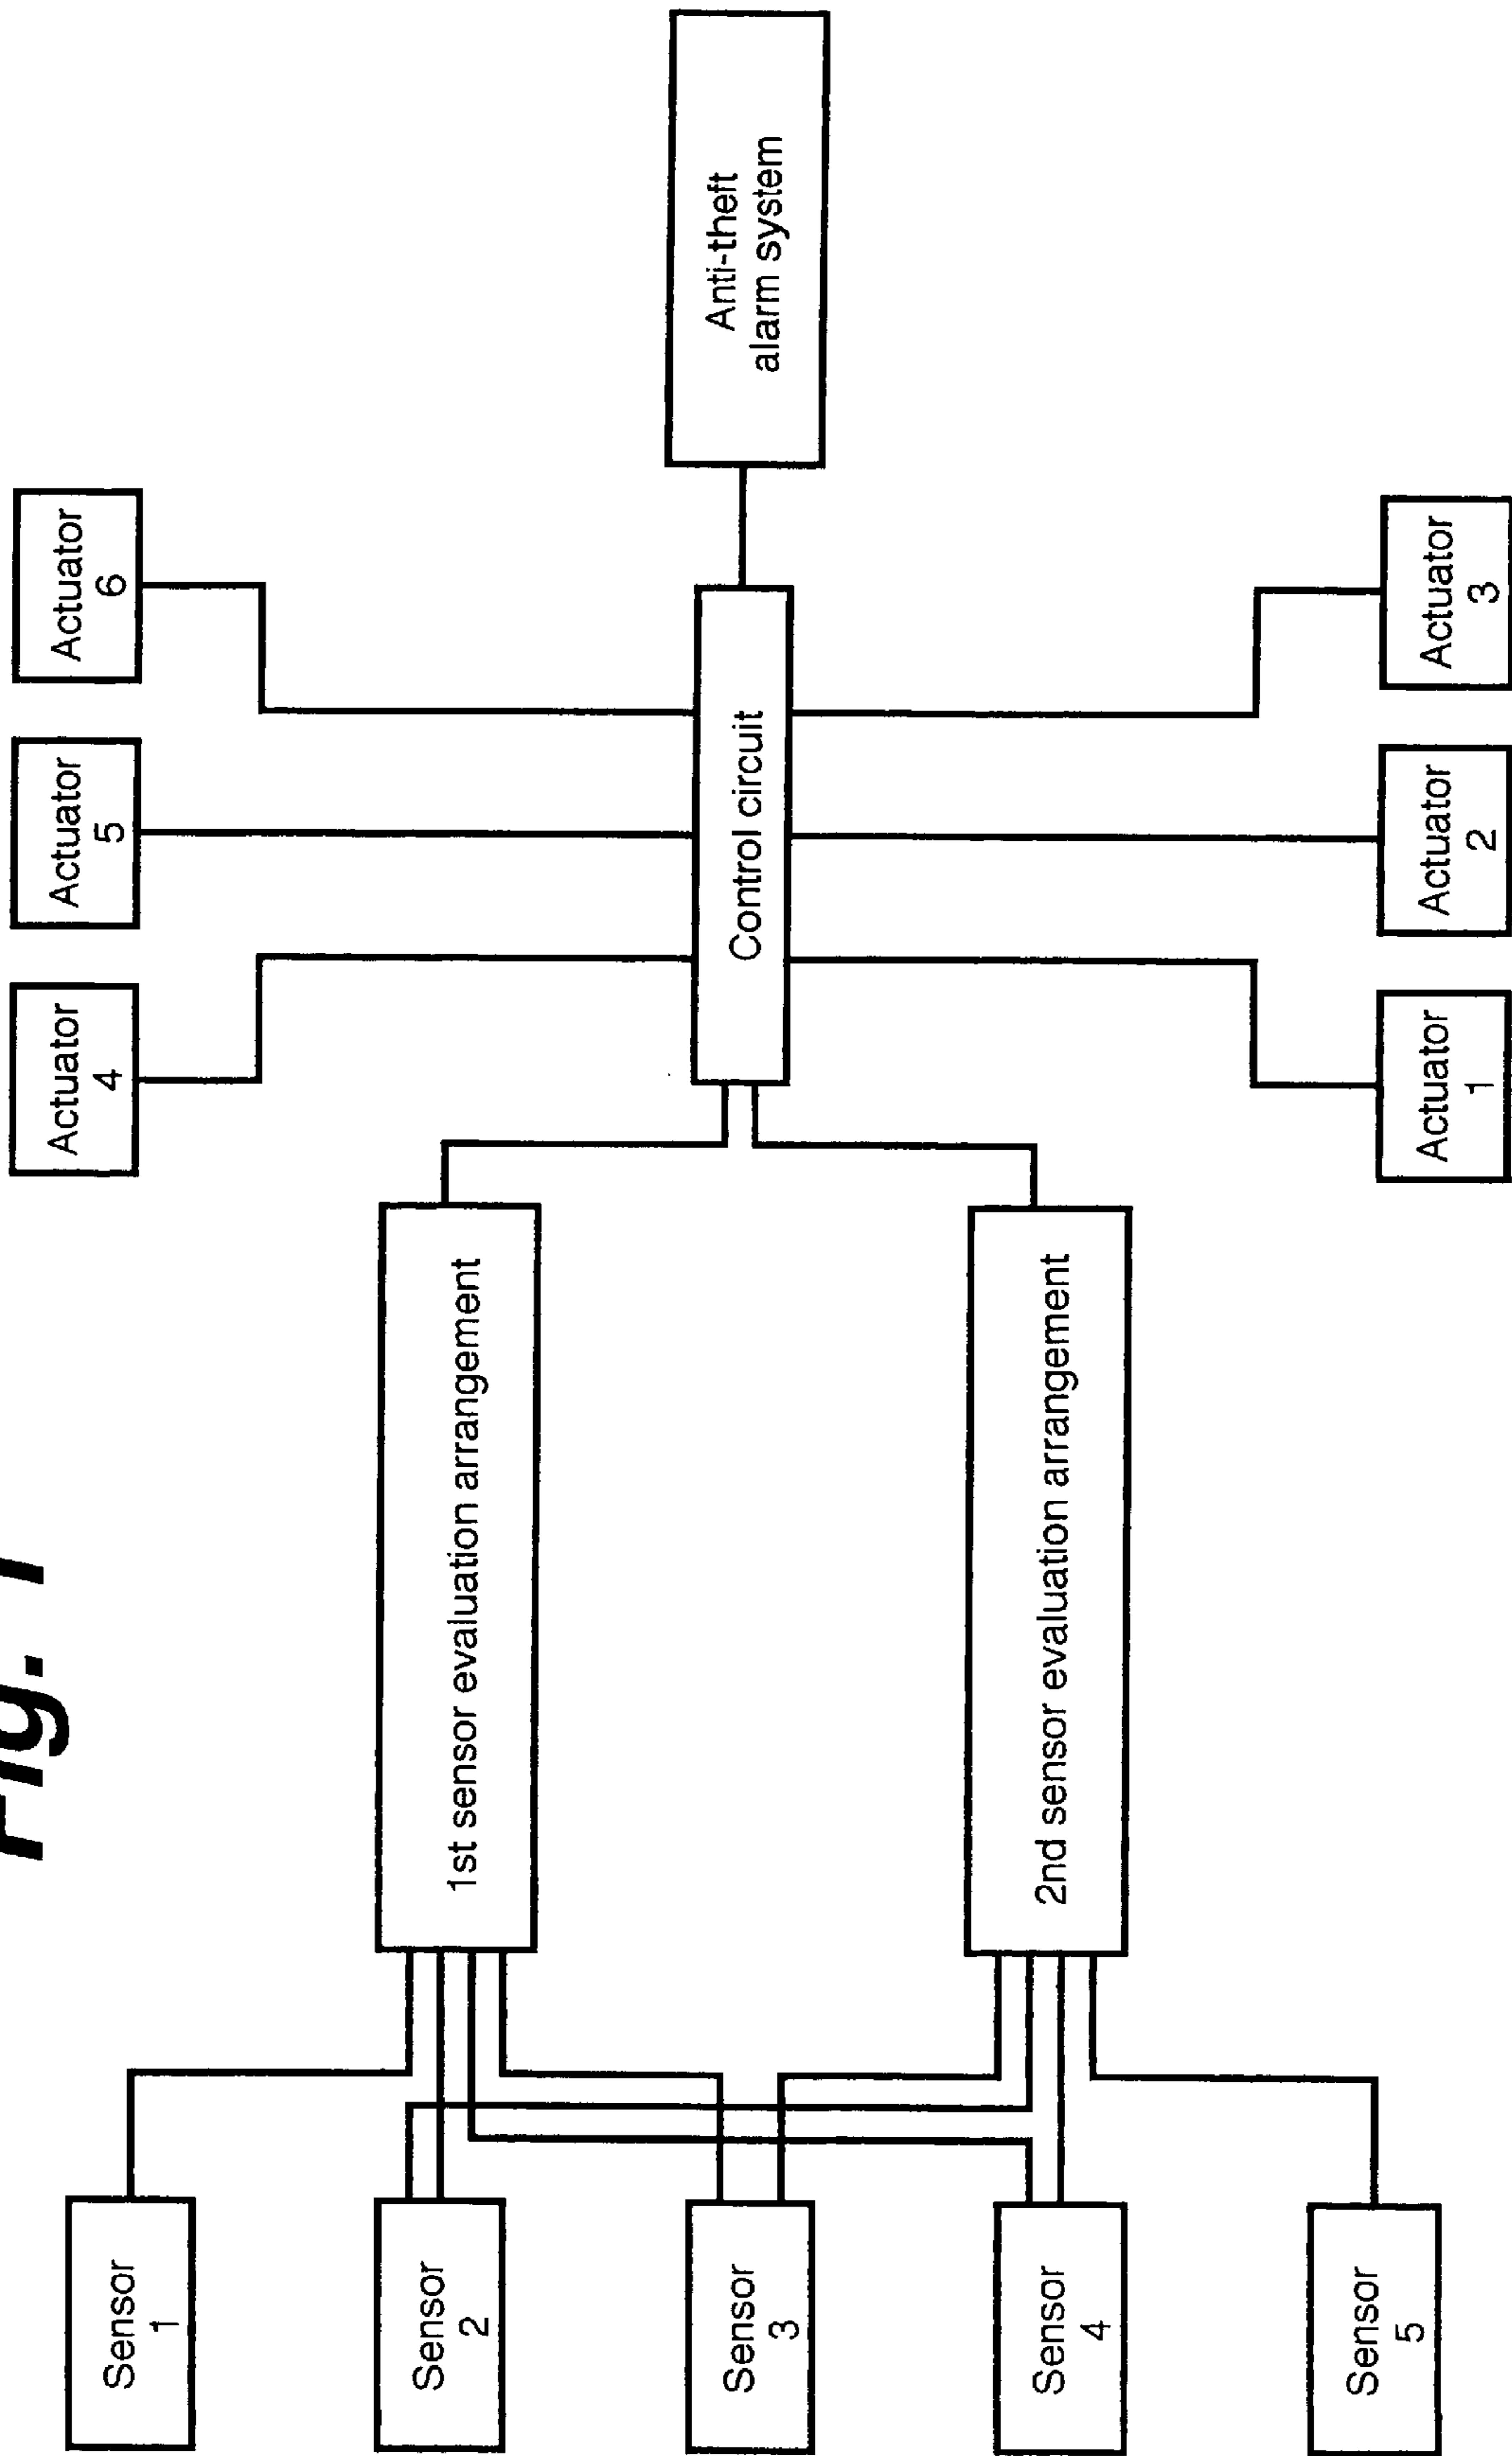 Fig. 1
Sensor
1
Sensor
2
Sensor
3
Sensor
4
Sensor
5
1st sensor evaluation arrangement
2nd sensor evaluation arrangement
Actuator
4
Actuator
5
Actuator
6
Control circuit
Anti-theft
alarm system
Actuator
1
Actuator
2
Actuator
3